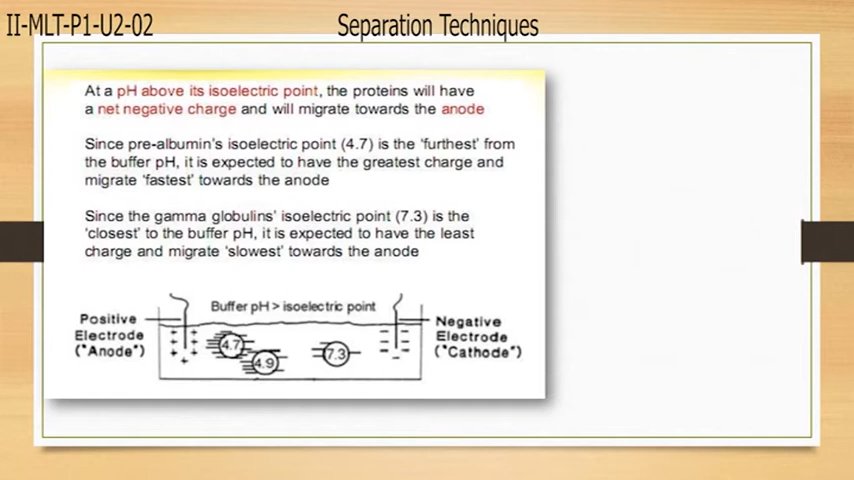 II-MLT-P1-U2-02
Separation Techniques
At a pH above its isoelectric point, the proteins will have
a net negative charge and will migrate towards the anode
Since pre-albumin's isoelectric point (4.7) is the ‘furthest’ from
the buffer pH, it is expected to have the greatest charge and
migrate ‘fastest’ towards the anode
Since the gamma globulins’ isoelectric point (7.3) is the
‘closest’ to the buffer pH, it is expected to have the least
charge and migrate ‘slowest’ towards the anode
Buffer pH > isoelectric point
Positive
Electrode
("Anode")
4.7
4.9
7.3
Negative
Electrode
("Cathode")